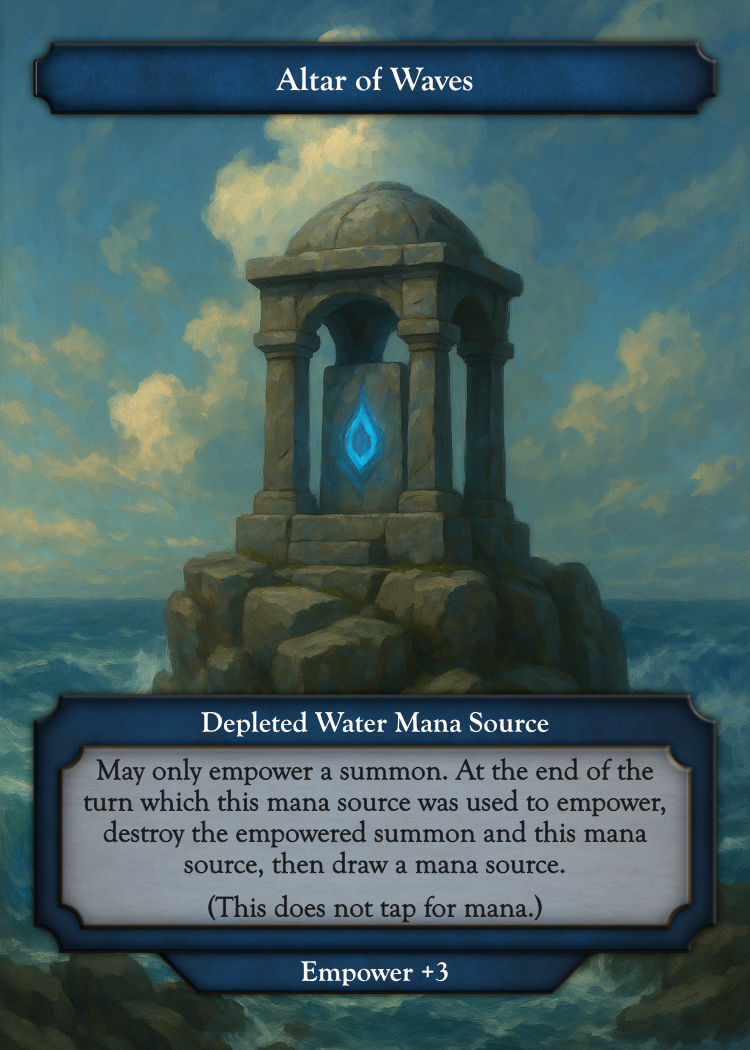 Altar of Waves
Depleted Water Mana Source
May only empower a summon. At the end of the
turn which this mana source was used to empower,
destroy the empowered summon and this mana
source, then draw a mana source.
(This does not tap for mana.)
Empower +3